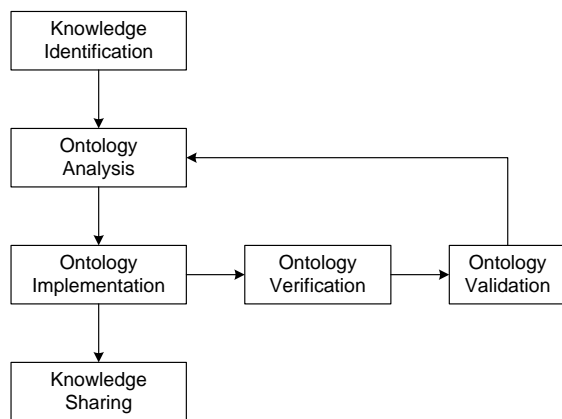 Knowledge
Identification
Ontology
Analysis
Ontology
Implementation
Ontology
Verification
Ontology
Validation
Knowledge
Sharing